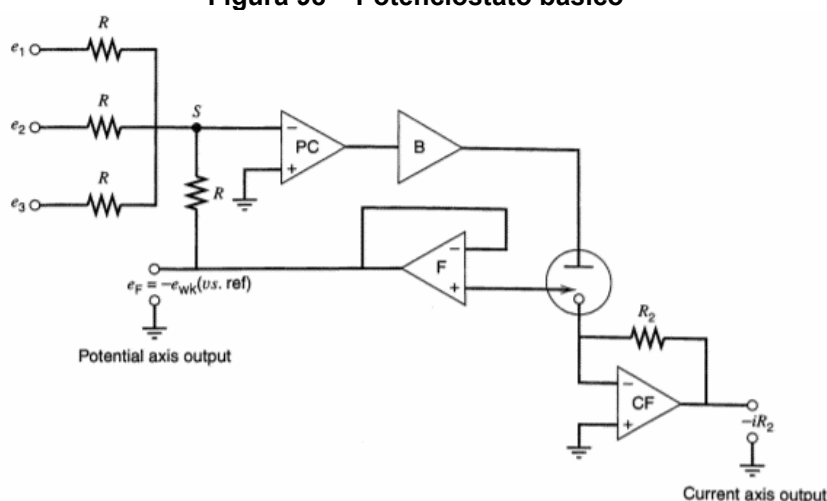 Figura 96 – Potenciostato básico
R
e1
R
S
e2
PC
B
R
R
e3
F
eF = −ewk(vs. ref)
R2
Potential axis output
CF
−iR2
Current axis output